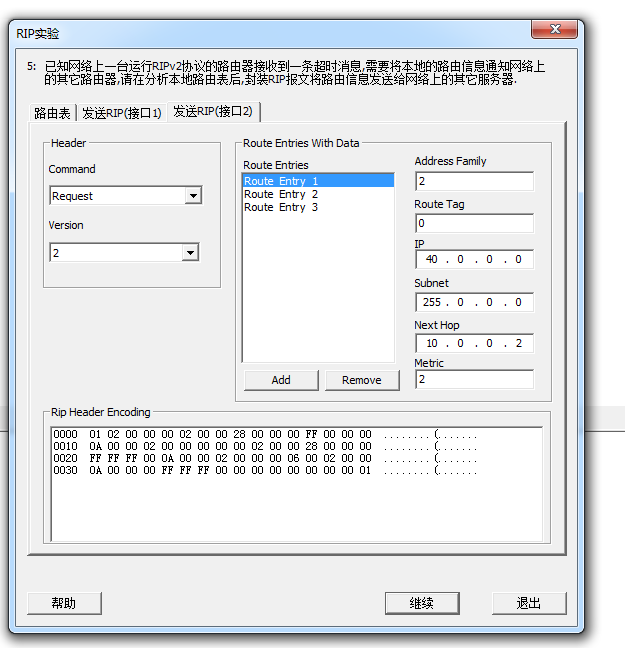 RIP实验
5: 已知网络上一台运行RIPv2协议的路由器接收到一条超时消息,需要将本地的路由信息通知网络上
的其它路由器,请在分析本地路由表后,封装RIP报文将路由信息发送给网络上的其它服务器.
路由表 发送RIP(接口1) 发送RIP(接口2)
Header
Command
Request
Version
2
Route Entries With Data
Route Entries
Route Entry 1
Route Entry 2
Route Entry 3
Add Remove
Address Family
2
Route Tag
0
IP
40 . 0 . 0 . 0
Subnet
255 . 0 . 0 . 0
Next Hop
10 . 0 . 0 . 2
Metric
2
Rip Header Encoding
0000 01 02 00 00 00 02 00 00 28 00 00 00 FF 00 00 00 ........(.......
0010 0A 00 00 02 00 00 00 00 00 02 00 00 28 00 00 00 ........(.......
0020 FF FF FF 00 0A 00 00 02 00 00 00 06 00 02 00 00 ........(.......
0030 0A 00 00 00 FF FF FF 00 00 00 00 00 00 00 00 01 ........(.......
帮助 继续 退出